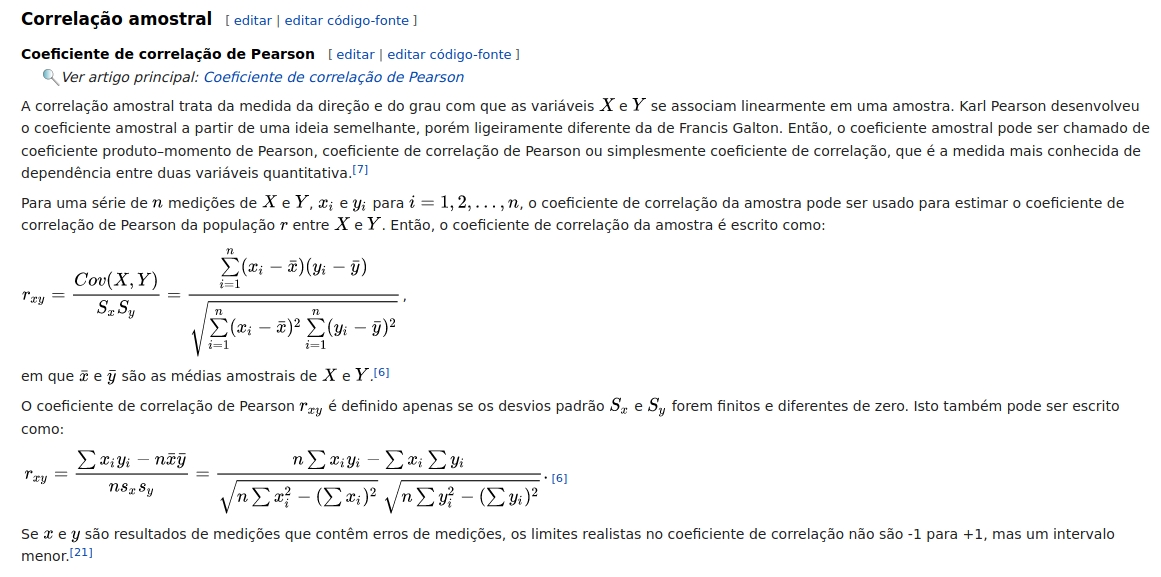 Correlação amostral [ editar | editar código-fonte ]
Coeficiente de correlação de Pearson [ editar | editar código-fonte ]
Ver artigo principal: Coeficiente de correlação de Pearson
A correlação amostral trata da medida da direção e do grau com que as variáveis X e Y se associam linearmente em uma amostra. Karl Pearson desenvolveu
o coeficiente amostral a partir de uma ideia semelhante, porém ligeiramente diferente da de Francis Galton. Então, o coeficiente amostral pode ser chamado de
coeficiente produto–momento de Pearson, coeficiente de correlação de Pearson ou simplesmente coeficiente de correlação, que é a medida mais conhecida de
dependência entre duas variáveis quantitativa.[7]
Para uma série de n medições de X e Y, x_i e y_i para i = 1, 2, . . . , n, o coeficiente de correlação da amostra pode ser usado para estimar o coeficiente de
correlação de Pearson da população r entre X e Y. Então, o coeficiente de correlação da amostra é escrito como:
r_{xy} = \frac{Cov(X, Y)}{S_x S_y} = \frac{\sum_{i=1}^{n}(x_i - \bar{x})(y_i - \bar{y})}{\sqrt{\sum_{i=1}^{n}(x_i - \bar{x})^2 \sum_{i=1}^{n}(y_i - \bar{y})^2}},
em que x̄ e ȳ são as médias amostrais de X e Y.[6]
O coeficiente de correlação de Pearson r_{xy} é definido apenas se os desvios padrão S_x e S_y forem finitos e diferentes de zero. Isto também pode ser escrito
como:
r_{xy} = \frac{\sum x_i y_i - n\bar{x}\bar{y}}{n s_x s_y} = \frac{n \sum x_i y_i - \sum x_i \sum y_i}{\sqrt{n \sum x_i^2 - (\sum x_i)^2} \sqrt{n \sum y_i^2 - (\sum y_i)^2}}. [6]
Se x e y são resultados de medições que contêm erros de medições, os limites realistas no coeficiente de correlação não são -1 para +1, mas um intervalo
menor.[21]